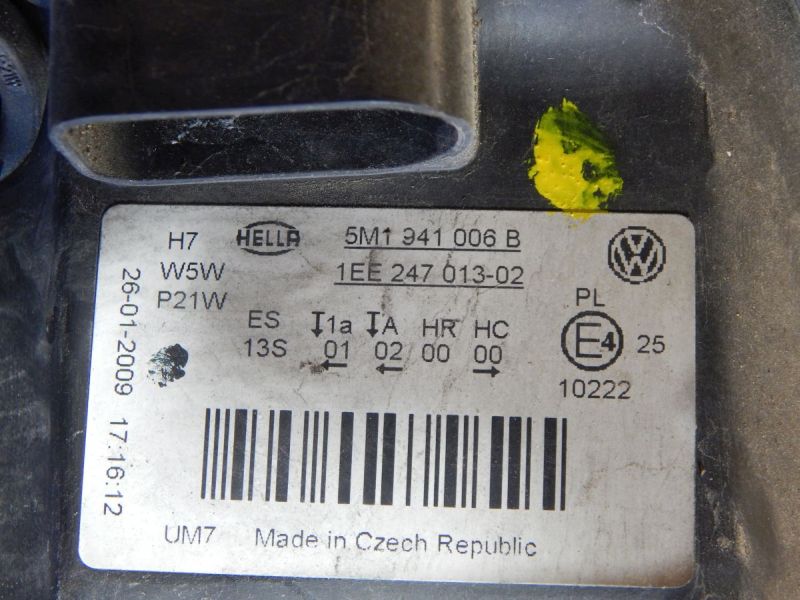 H7
HELLA
5M1 941 006 B
W5W
1EE 247 013-02
P21W
PL
ES
1a
A
HR
HC
13S
01
02
00
00
E4
25
10222
26-01-2009 17:16:12
UM7 Made in Czech Republic